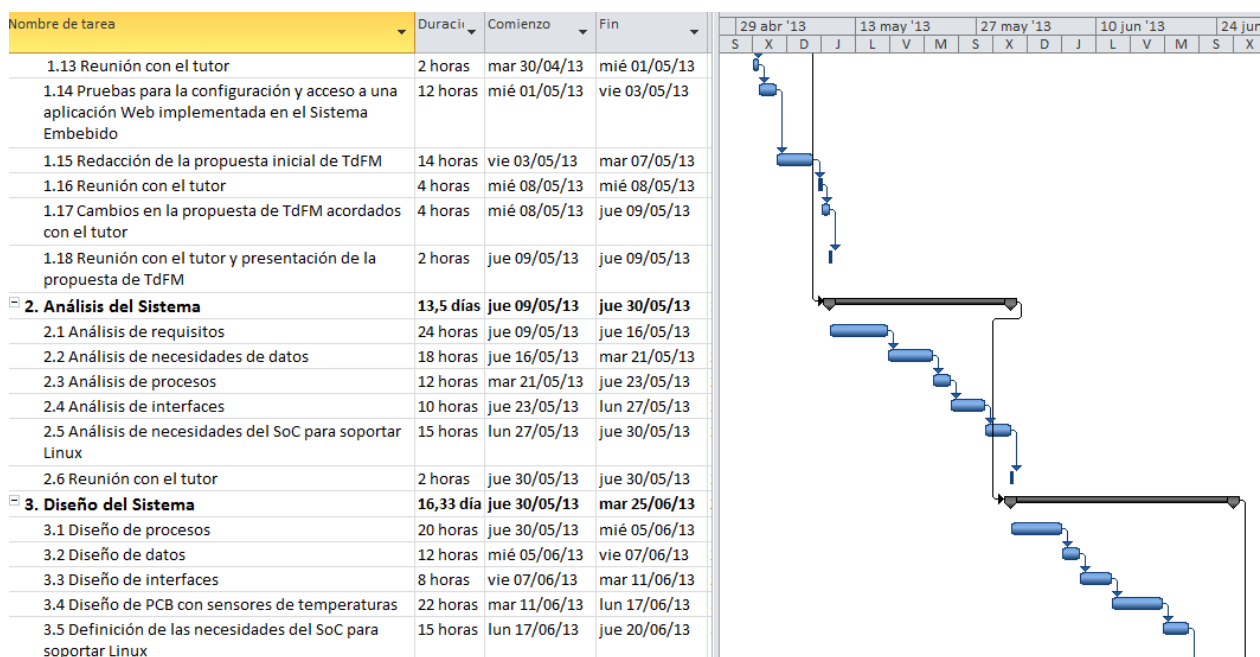 Nombre de tarea Duració Comienzo Fin
29 abr '13 13 may '13 27 may '13 10 jun '13 24 jun
S X D J L V M S X D J L V M S X
1.13 Reunión con el tutor 2 horas mar 30/04/13 mié 01/05/13
1.14 Pruebas para la configuración y acceso a una 12 horas mié 01/05/13 vie 03/05/13
aplicación Web implementada en el Sistema
Embebido
1.15 Redacción de la propuesta inicial de TdFM 14 horas vie 03/05/13 mar 07/05/13
1.16 Reunión con el tutor 4 horas mié 08/05/13 mié 08/05/13
1.17 Cambios en la propuesta de TdFM acordados 4 horas mié 08/05/13 jue 09/05/13
con el tutor
1.18 Reunión con el tutor y presentación de la 2 horas jue 09/05/13 jue 09/05/13
propuesta de TdFM
2. Análisis del Sistema 13,5 días jue 09/05/13 jue 30/05/13
2.1 Análisis de requisitos 24 horas jue 09/05/13 jue 16/05/13
2.2 Análisis de necesidades de datos 18 horas jue 16/05/13 mar 21/05/13
2.3 Análisis de procesos 12 horas mar 21/05/13 jue 23/05/13
2.4 Análisis de interfaces 10 horas jue 23/05/13 lun 27/05/13
2.5 Análisis de necesidades del SoC para soportar 15 horas lun 27/05/13 jue 30/05/13
Linux
2.6 Reunión con el tutor 2 horas jue 30/05/13 jue 30/05/13
3. Diseño del Sistema 16,33 día jue 30/05/13 mar 25/06/13
3.1 Diseño de procesos 20 horas jue 30/05/13 mié 05/06/13
3.2 Diseño de datos 12 horas mié 05/06/13 vie 07/06/13
3.3 Diseño de interfaces 8 horas vie 07/06/13 mar 11/06/13
3.4 Diseño de PCB con sensores de temperaturas 22 horas mar 11/06/13 lun 17/06/13
3.5 Definición de las necesidades del SoC para 15 horas lun 17/06/13 jue 20/06/13
soportar Linux